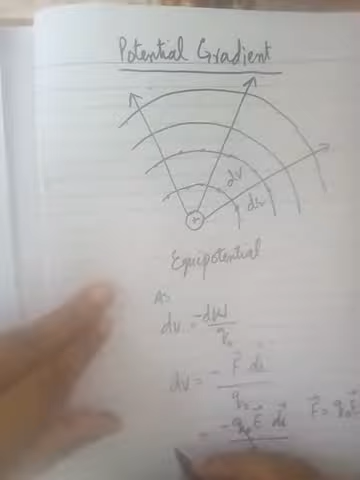 Potential Gradient
+
dV
dr
Equipotential
As
dv = -dW/q₀
dv = -F⃗ dr⃗/q₀
= -q₀E⃗ dr⃗ F⃗ = q₀E⃗